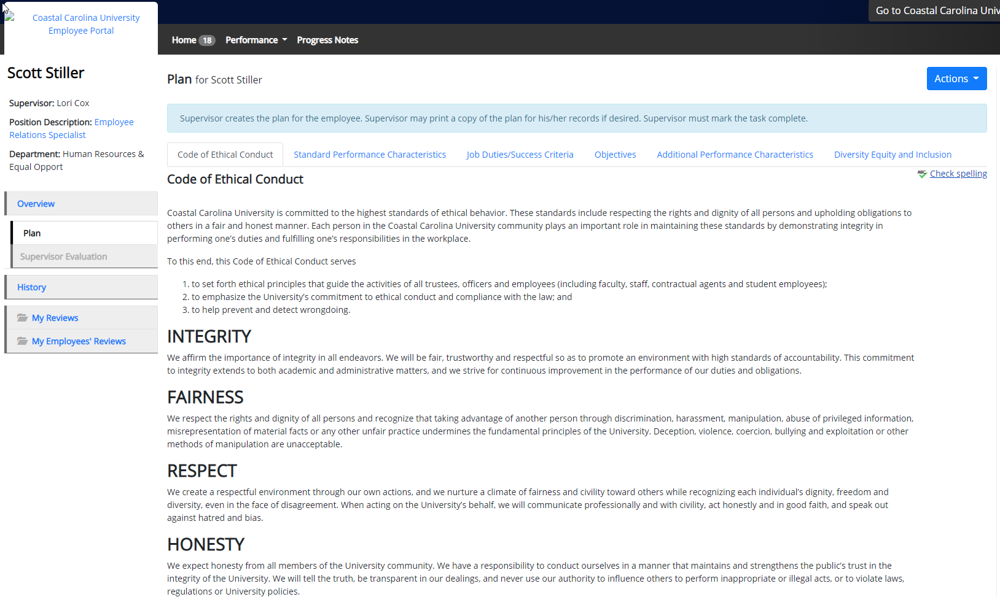 Coastal Carolina University
Employee Portal
Go to Coastal Carolina Univ
Home 18 Performance Progress Notes
Scott Stiller
Supervisor: Lori Cox
Position Description: Employee
Relations Specialist
Department: Human Resources &
Equal Opport
Overview
Plan
Supervisor Evaluation
History
My Reviews
My Employees' Reviews
Plan for Scott Stiller
Actions
Supervisor creates the plan for the employee. Supervisor may print a copy of the plan for his/her records if desired. Supervisor must mark the task complete.
Code of Ethical Conduct Standard Performance Characteristics Job Duties/Success Criteria Objectives Additional Performance Characteristics Diversity Equity and Inclusion
ABC Check spelling
Code of Ethical Conduct
Coastal Carolina University is committed to the highest standards of ethical behavior. These standards include respecting the rights and dignity of all persons and upholding obligations to
others in a fair and honest manner. Each person in the Coastal Carolina University community plays an important role in maintaining these standards by demonstrating integrity in
performing one’s duties and fulfilling one’s responsibilities in the workplace.
To this end, this Code of Ethical Conduct serves
1. to set forth ethical principles that guide the activities of all trustees, officers and employees (including faculty, staff, contractual agents and student employees);
2. to emphasize the University’s commitment to ethical conduct and compliance with the law; and
3. to help prevent and detect wrongdoing.
INTEGRITY
We affirm the importance of integrity in all endeavors. We will be fair, trustworthy and respectful so as to promote an environment with high standards of accountability. This commitment
to integrity extends to both academic and administrative matters, and we strive for continuous improvement in the performance of our duties and obligations.
FAIRNESS
We respect the rights and dignity of all persons and recognize that taking advantage of another person through discrimination, harassment, manipulation, abuse of privileged information,
misrepresentation of material facts or any other unfair practice undermines the fundamental principles of the University. Deception, violence, coercion, bullying and exploitation or other
methods of manipulation are unacceptable.
RESPECT
We create a respectful environment through our own actions, and we nurture a climate of fairness and civility toward others while recognizing each individual’s dignity, freedom and
diversity, even in the face of disagreement. When acting on the University’s behalf, we will communicate professionally and with civility, act honestly and in good faith, and speak out
against hatred and bias.
HONESTY
We expect honesty from all members of the University community. We have a responsibility to conduct ourselves in a manner that maintains and strengthens the public’s trust in the
integrity of the University. We will tell the truth, be transparent in our dealings, and never use our authority to influence others to perform inappropriate or illegal acts, or to violate laws,
regulations or University policies.